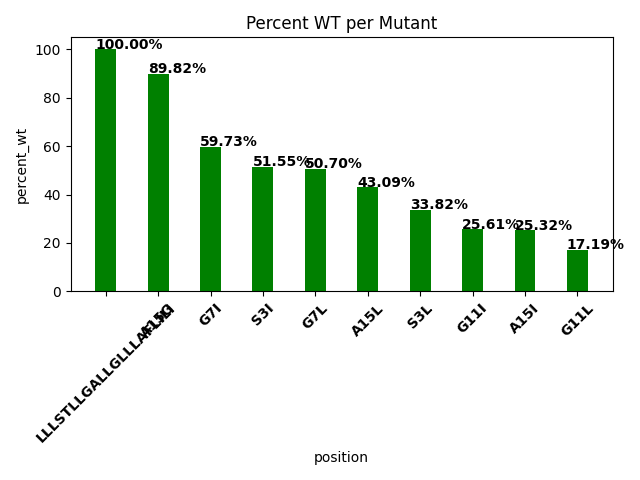 Percent WT per Mutant
percent_wt
100
80
60
40
20
0
100.00%
89.82%
59.73%
51.55%
50.70%
43.09%
33.82%
25.61%
25.32%
17.19%
A15G
G7I
S3I
G7L
A15L
S3L
G11I
A15I
G11L
position